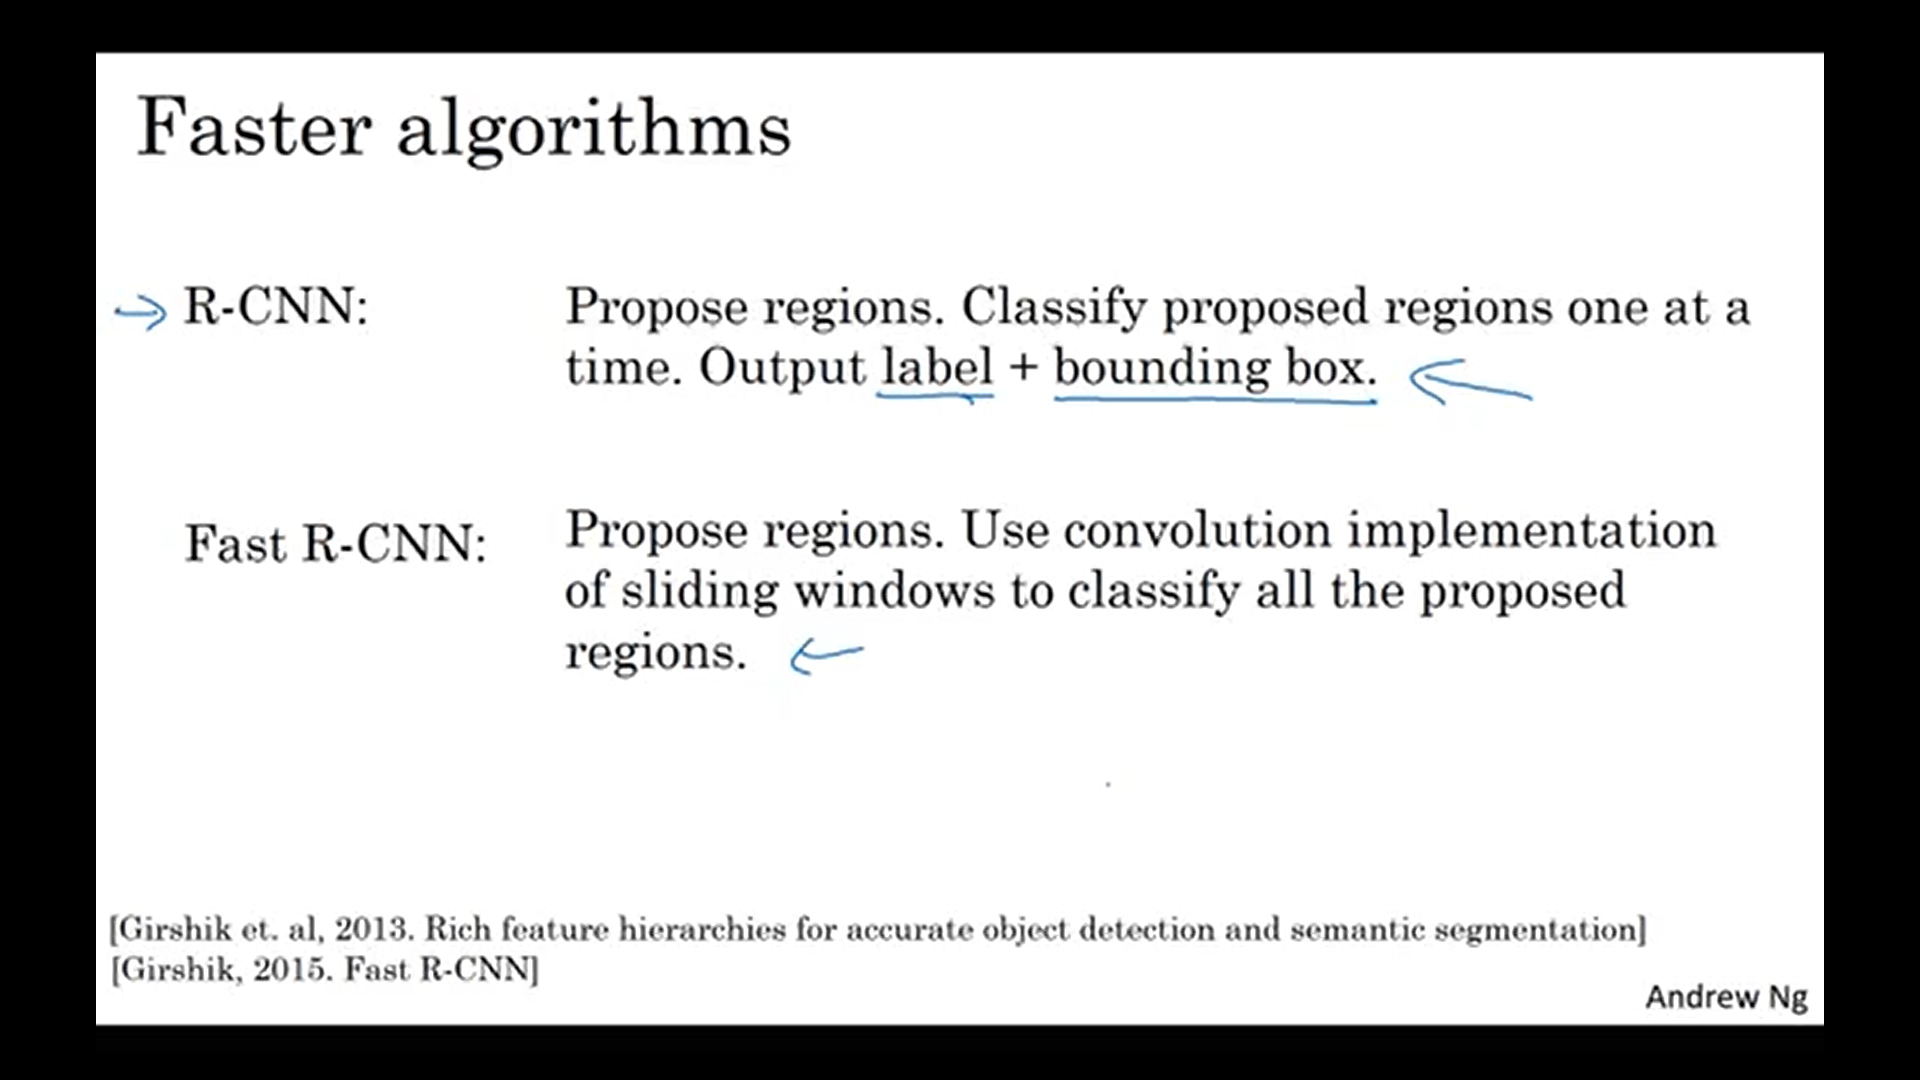 Faster algorithms
R-CNN:
Propose regions. Classify proposed regions one at a
time. Output label + bounding box.
Fast R-CNN:
Propose regions. Use convolution implementation
of sliding windows to classify all the proposed
regions.
[Girshik et. al, 2013. Rich feature hierarchies for accurate object detection and semantic segmentation]
[Girshik, 2015. Fast R-CNN]
Andrew Ng